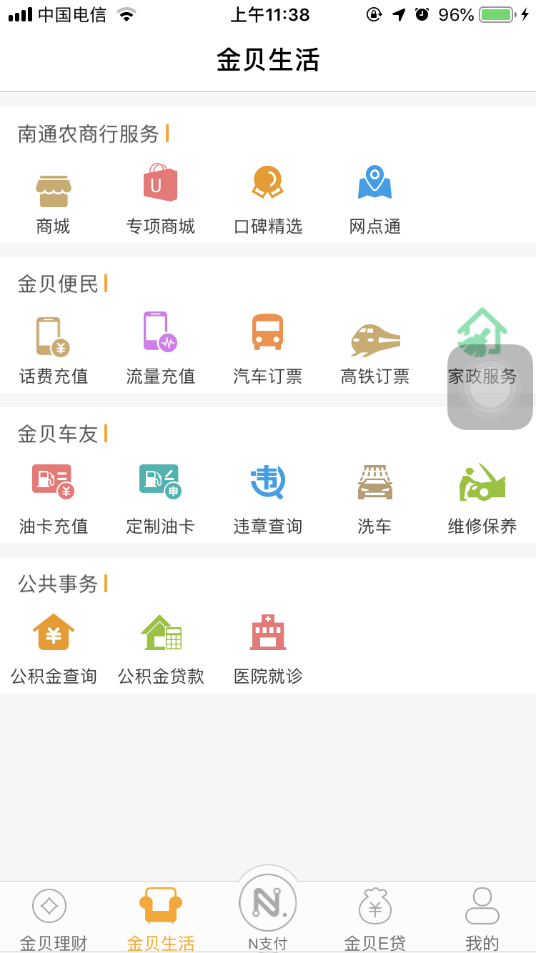 中国电信 上午11:38 96%
金贝生活
南通农商行服务
U
商城 专项商城 口碑精选 网点通
金贝便民
¥
话费充值 流量充值 汽车订票 高铁订票 家政服务
金贝车友
¥ 申 违
油卡充值 定制油卡 违章查询 洗车 维修保养
公共事务
¥
公积金查询 公积金贷款 医院就诊
N ¥
金贝理财 金贝生活 N支付 金贝E贷 我的